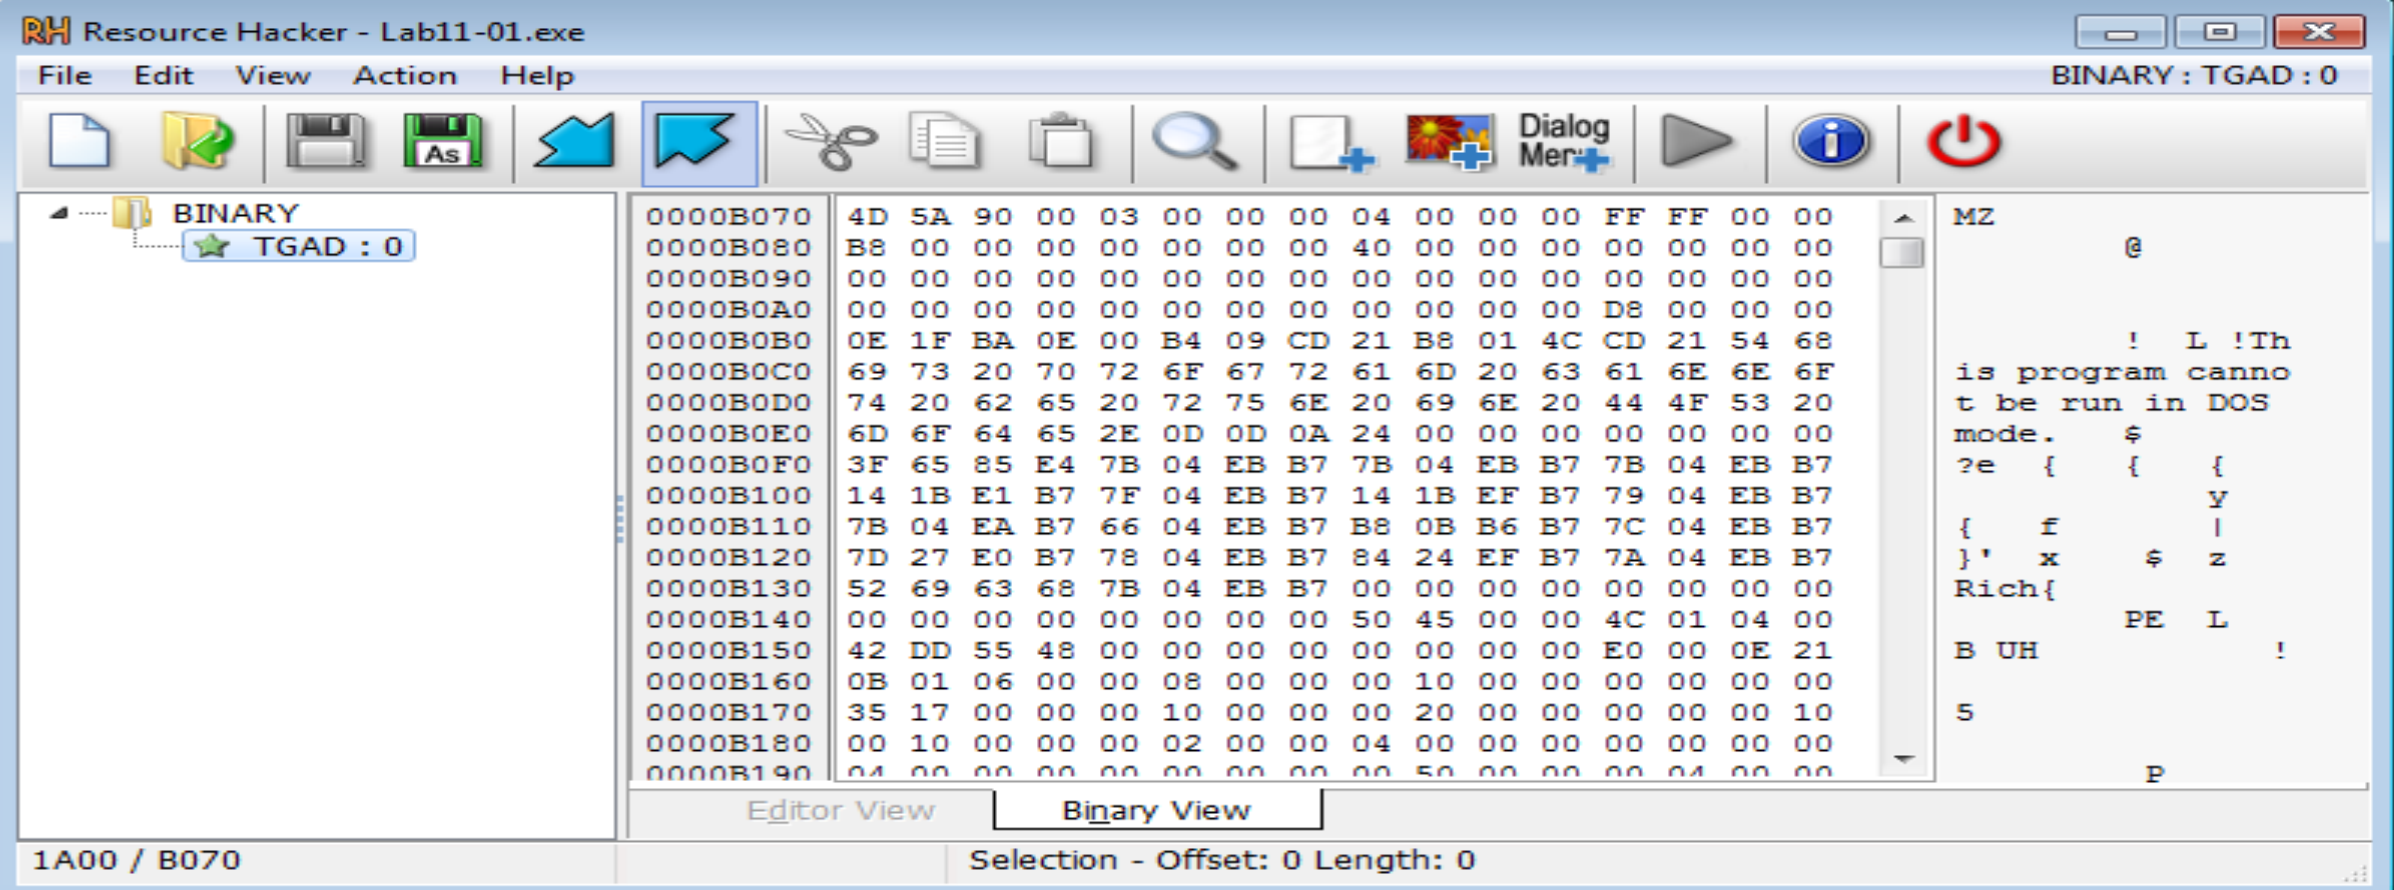 RH Resource Hacker - Lab11-01.exe
File Edit View Action Help BINARY : TGAD : 0
As Dialog
Men
BINARY
TGAD : 0
0000B070 4D 5A 90 00 03 00 00 00 04 00 00 00 FF FF 00 00 MZ
0000B080 B8 00 00 00 00 00 00 00 40 00 00 00 00 00 00 00 @
0000B090 00 00 00 00 00 00 00 00 00 00 00 00 00 00 00 00
0000B0A0 00 00 00 00 00 00 00 00 00 00 00 00 D8 00 00 00
0000B0B0 0E 1F BA 0E 00 B4 09 CD 21 B8 01 4C CD 21 54 68 ! L !Th
0000B0C0 69 73 20 70 72 6F 67 72 61 6D 20 63 61 6E 6E 6F is program canno
0000B0D0 74 20 62 65 20 72 75 6E 20 69 6E 20 44 4F 53 20 t be run in DOS
0000B0E0 6D 6F 64 65 2E 0D 0D 0A 24 00 00 00 00 00 00 00 mode. $
0000B0F0 3F 65 85 E4 7B 04 EB B7 7B 04 EB B7 7B 04 EB B7 ?e { { {
0000B100 14 1B E1 B7 7F 04 EB B7 14 1B EF B7 79 04 EB B7 y
0000B110 7B 04 EA B7 66 04 EB B7 B8 0B B6 B7 7C 04 EB B7 { f |
0000B120 7D 27 E0 B7 78 04 EB B7 84 24 EF B7 7A 04 EB B7 }' x $ z
0000B130 52 69 63 68 7B 04 EB B7 00 00 00 00 00 00 00 00 Rich{
0000B140 00 00 00 00 00 00 00 00 50 45 00 00 4C 01 04 00 PE L
0000B150 42 DD 55 48 00 00 00 00 00 00 00 00 E0 00 0E 21 B UH !
0000B160 0B 01 06 00 00 08 00 00 00 10 00 00 00 00 00 00
0000B170 35 17 00 00 00 10 00 00 00 20 00 00 00 00 00 10 5
0000B180 00 10 00 00 00 02 00 00 04 00 00 00 00 00 00 00
0000B190 04 00 00 00 00 00 00 00 00 50 00 00 00 04 00 00 P
Editor View Binary View
1A00 / B070 Selection - Offset: 0 Length: 0